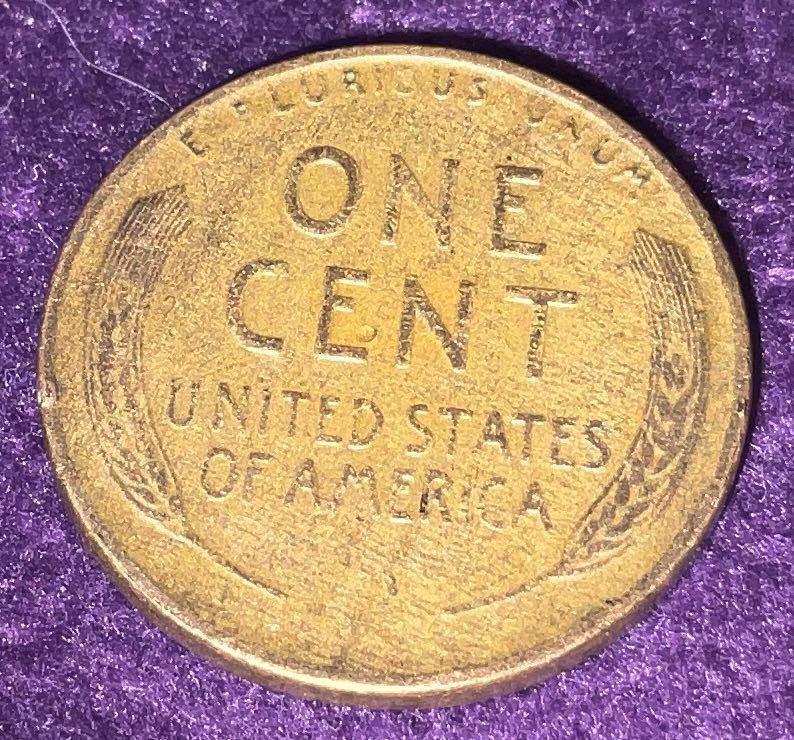 E PLURIBUS UNUM
ONE
CENT
UNITED STATES
OF AMERICA